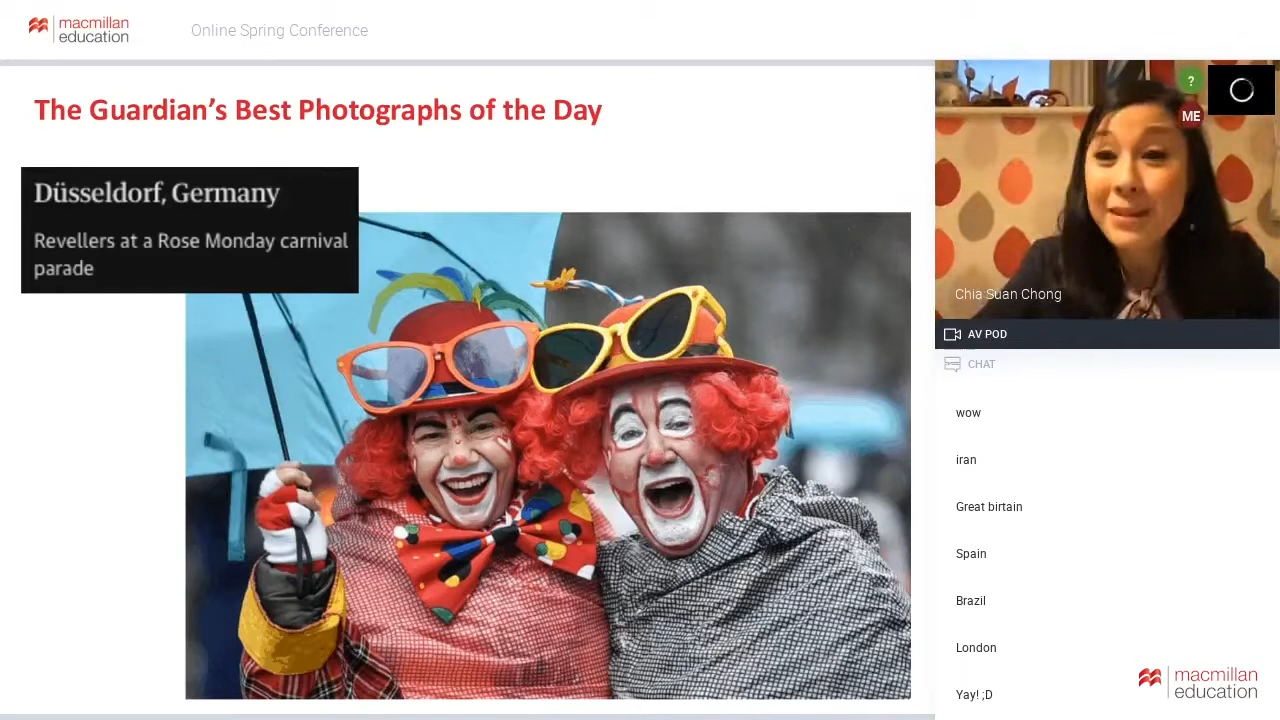 macmillan
education
Online Spring Conference
The Guardian's Best Photographs of the Day
Düsseldorf, Germany
Revellers at a Rose Monday carnival
parade
?
ME
Chia Suan Chong
AV POD
CHAT
wow
iran
Great birtain
Spain
Brazil
London
Yay! ;D
macmillan
education